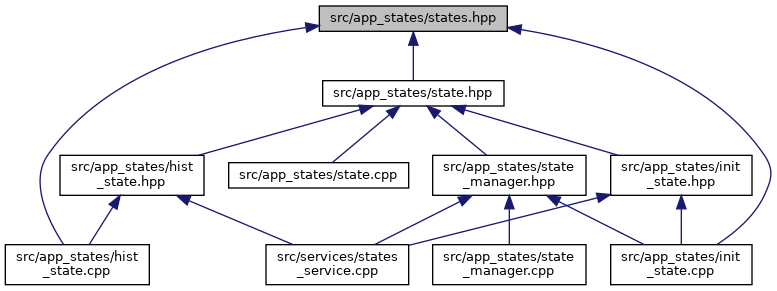 src/app_states/states.hpp
src/app_states/state.hpp
src/app_states/hist
_state.hpp
src/app_states/state.cpp
src/app_states/state
_manager.hpp
src/app_states/init
_state.hpp
src/app_states/hist
_state.cpp
src/services/states
_service.cpp
src/app_states/state
_manager.cpp
src/app_states/init
_state.cpp